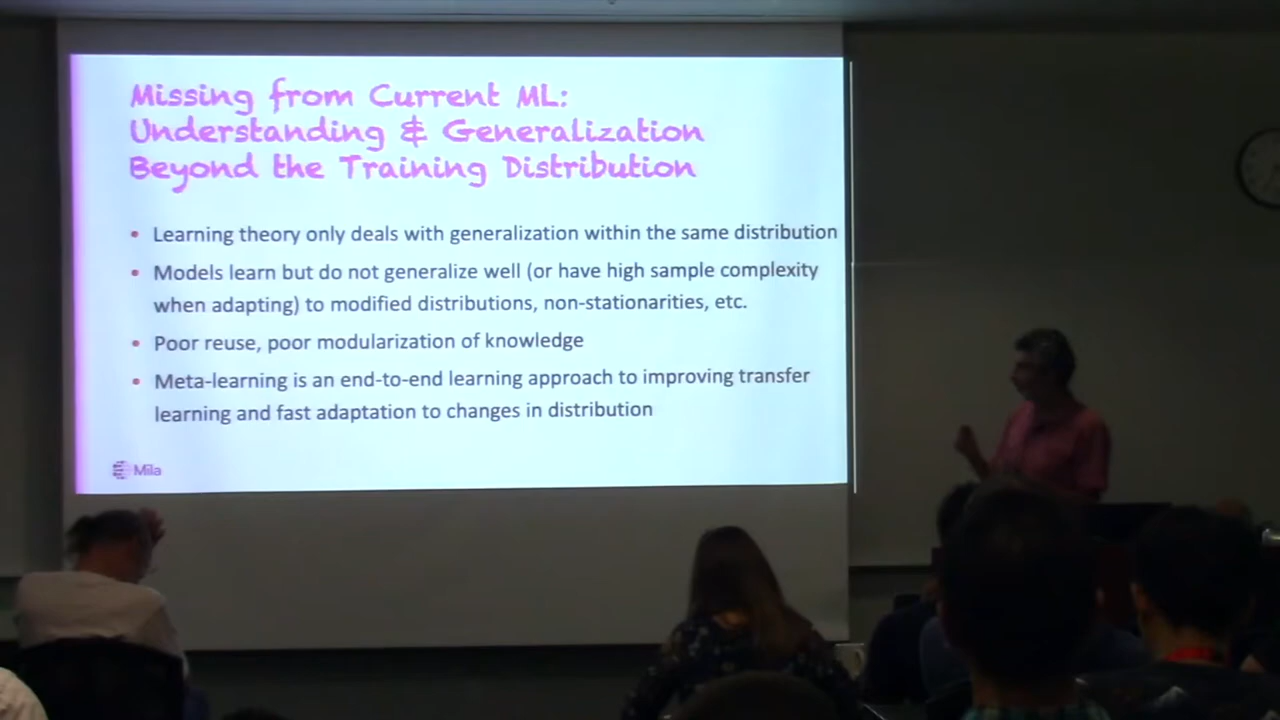 Missing from Current ML:
Understanding & Generalization
Beyond the Training Distribution
• Learning theory only deals with generalization within the same distribution
• Models learn but do not generalize well (or have high sample complexity
when adapting) to modified distributions, non-stationarities, etc.
• Poor reuse, poor modularization of knowledge
• Meta-learning is an end-to-end learning approach to improving transfer
learning and fast adaptation to changes in distribution
Mila